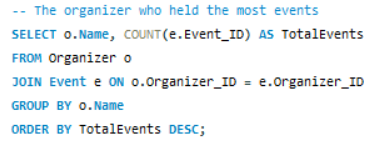 -- The organizer who held the most events
SELECT o.Name, COUNT(e.Event_ID) AS TotalEvents
FROM Organizer o
JOIN Event e ON o.Organizer_ID = e.Organizer_ID
GROUP BY o.Name
ORDER BY TotalEvents DESC;